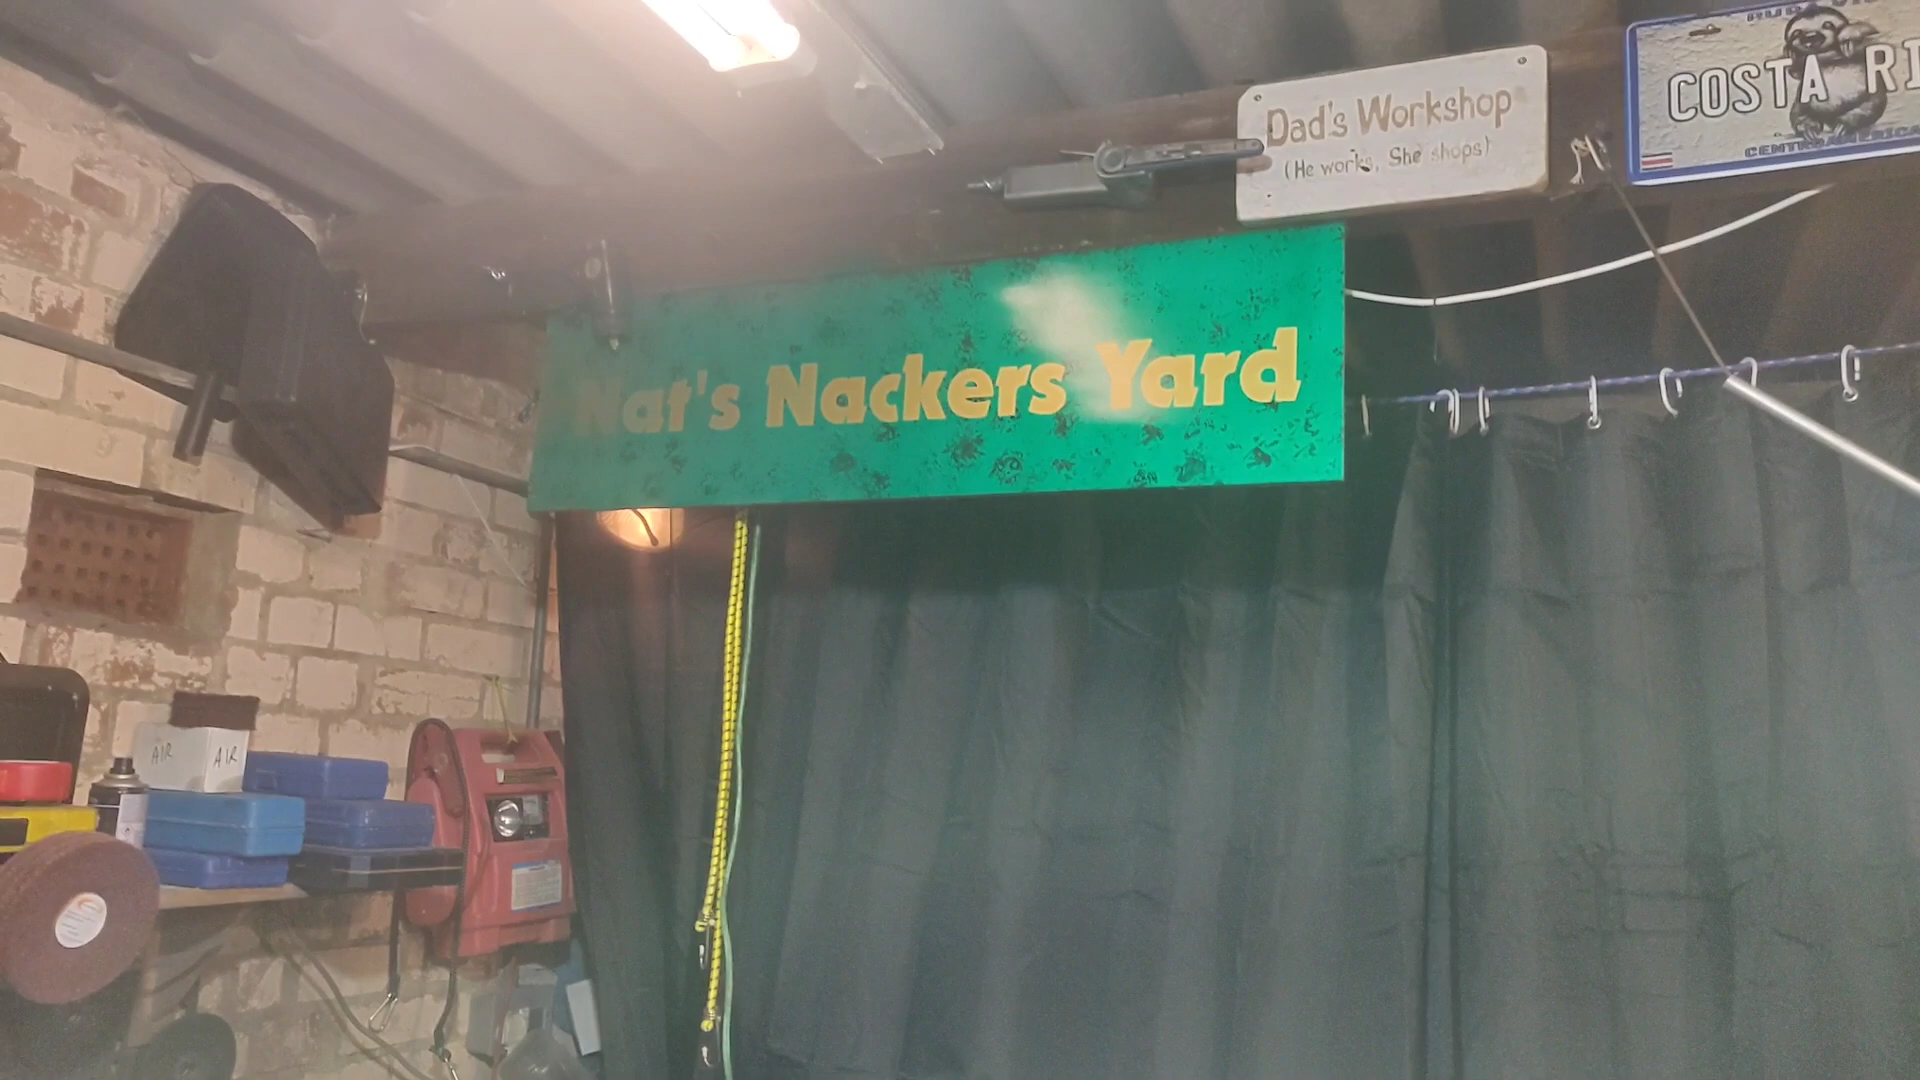 Dad's Workshop
(He works, She shops)
COSTA RI
Nat's Nackers Yard
AIR AIR